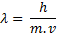 λ = h / m.v